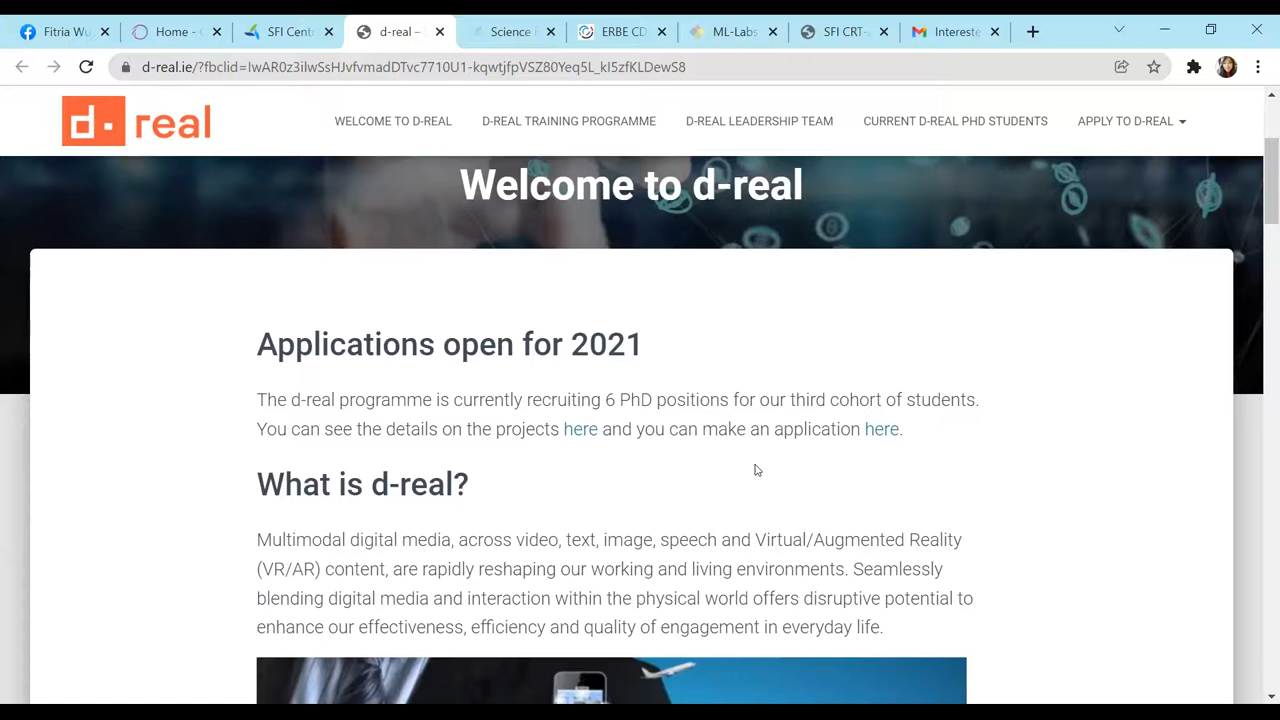 Fitria Wu
Home -
SFI Cent
d-real –
Science
ERBE CD
ML-Labs
SFI CRT-
Intereste
d-real.ie/?fbclid=IwAR0z3ilwSsHJvfvmadDTvc7710U1-kqwtjfpVSZ80Yeq5L_kI5zfKLDewS8
d· real
WELCOME TO D-REAL
D-REAL TRAINING PROGRAMME
D-REAL LEADERSHIP TEAM
CURRENT D-REAL PHD STUDENTS
APPLY TO D-REAL
Welcome to d-real
Applications open for 2021
The d-real programme is currently recruiting 6 PhD positions for our third cohort of students.
You can see the details on the projects here and you can make an application here.
What is d-real?
Multimodal digital media, across video, text, image, speech and Virtual/Augmented Reality
(VR/AR) content, are rapidly reshaping our working and living environments. Seamlessly
blending digital media and interaction within the physical world offers disruptive potential to
enhance our effectiveness, efficiency and quality of engagement in everyday life.